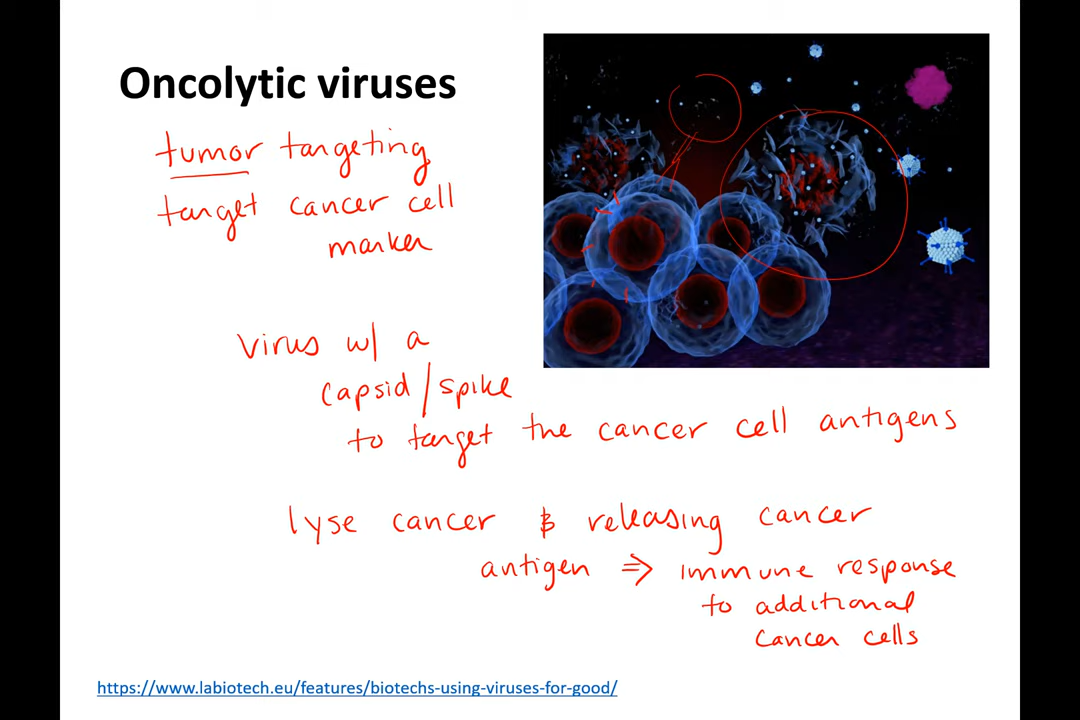 Oncolytic viruses
tumor targeting
target cancer cell
marker
virus w/ a
capsid/spike
to target the cancer cell antigens
lyse cancer & releasing cancer
antigen ⇒ immune response
to additional
cancer cells
https://www.labiotech.eu/features/biotechs-using-viruses-for-good/